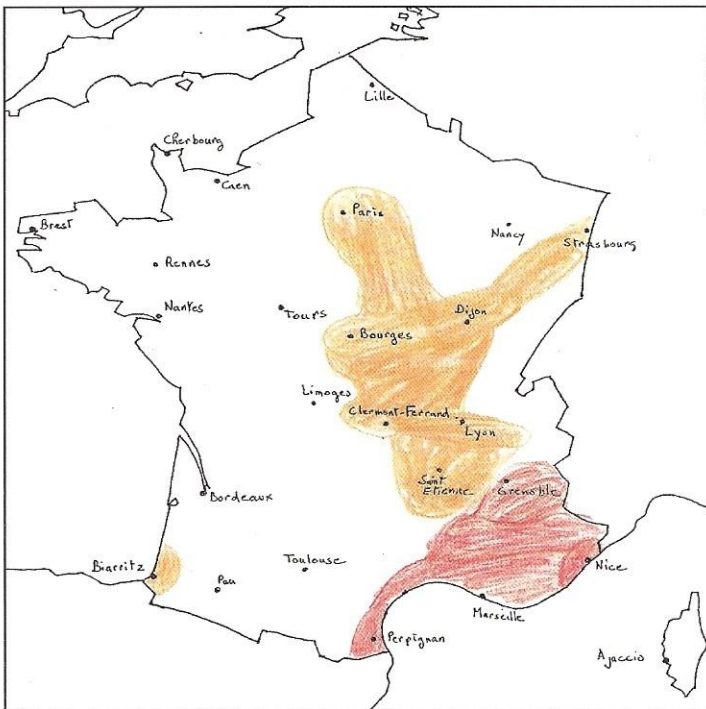 Lille
Cherbourg
Caen
Paris
Brest
Nancy
Strasbourg
Rennes
Nantes
Tours
Dijon
Bourges
Limoges
Clermont-Ferrand
Lyon
Saint
Etienne
Grenoble
Bordeaux
Biarritz
Toulouse
Nice
Pau
Marseille
Perpignan
Ajaccio